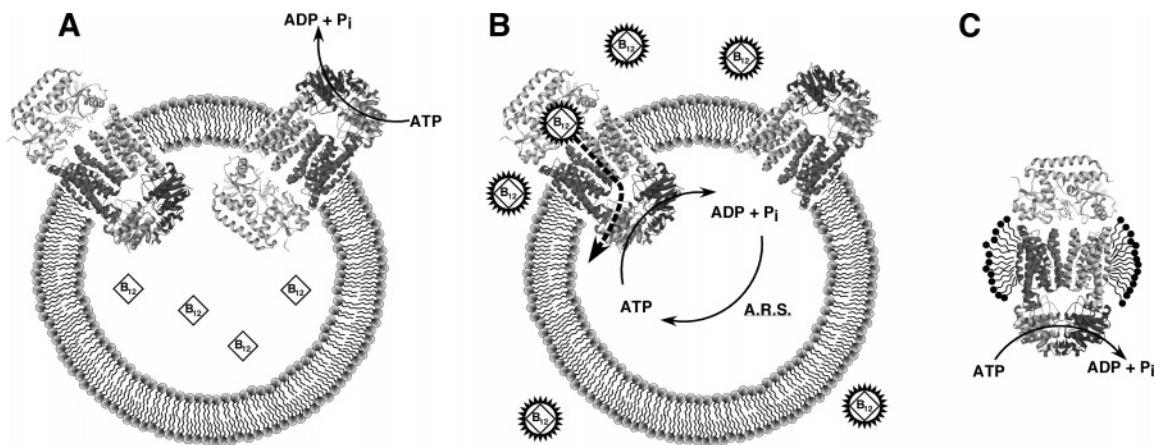 A
ADP + Pi
ATP
B12
B12
B12
B12
B
B12
B12
B12
B12
ADP + Pi
ATP
A.R.S.
B12
B12
C
ATP
ADP + Pi